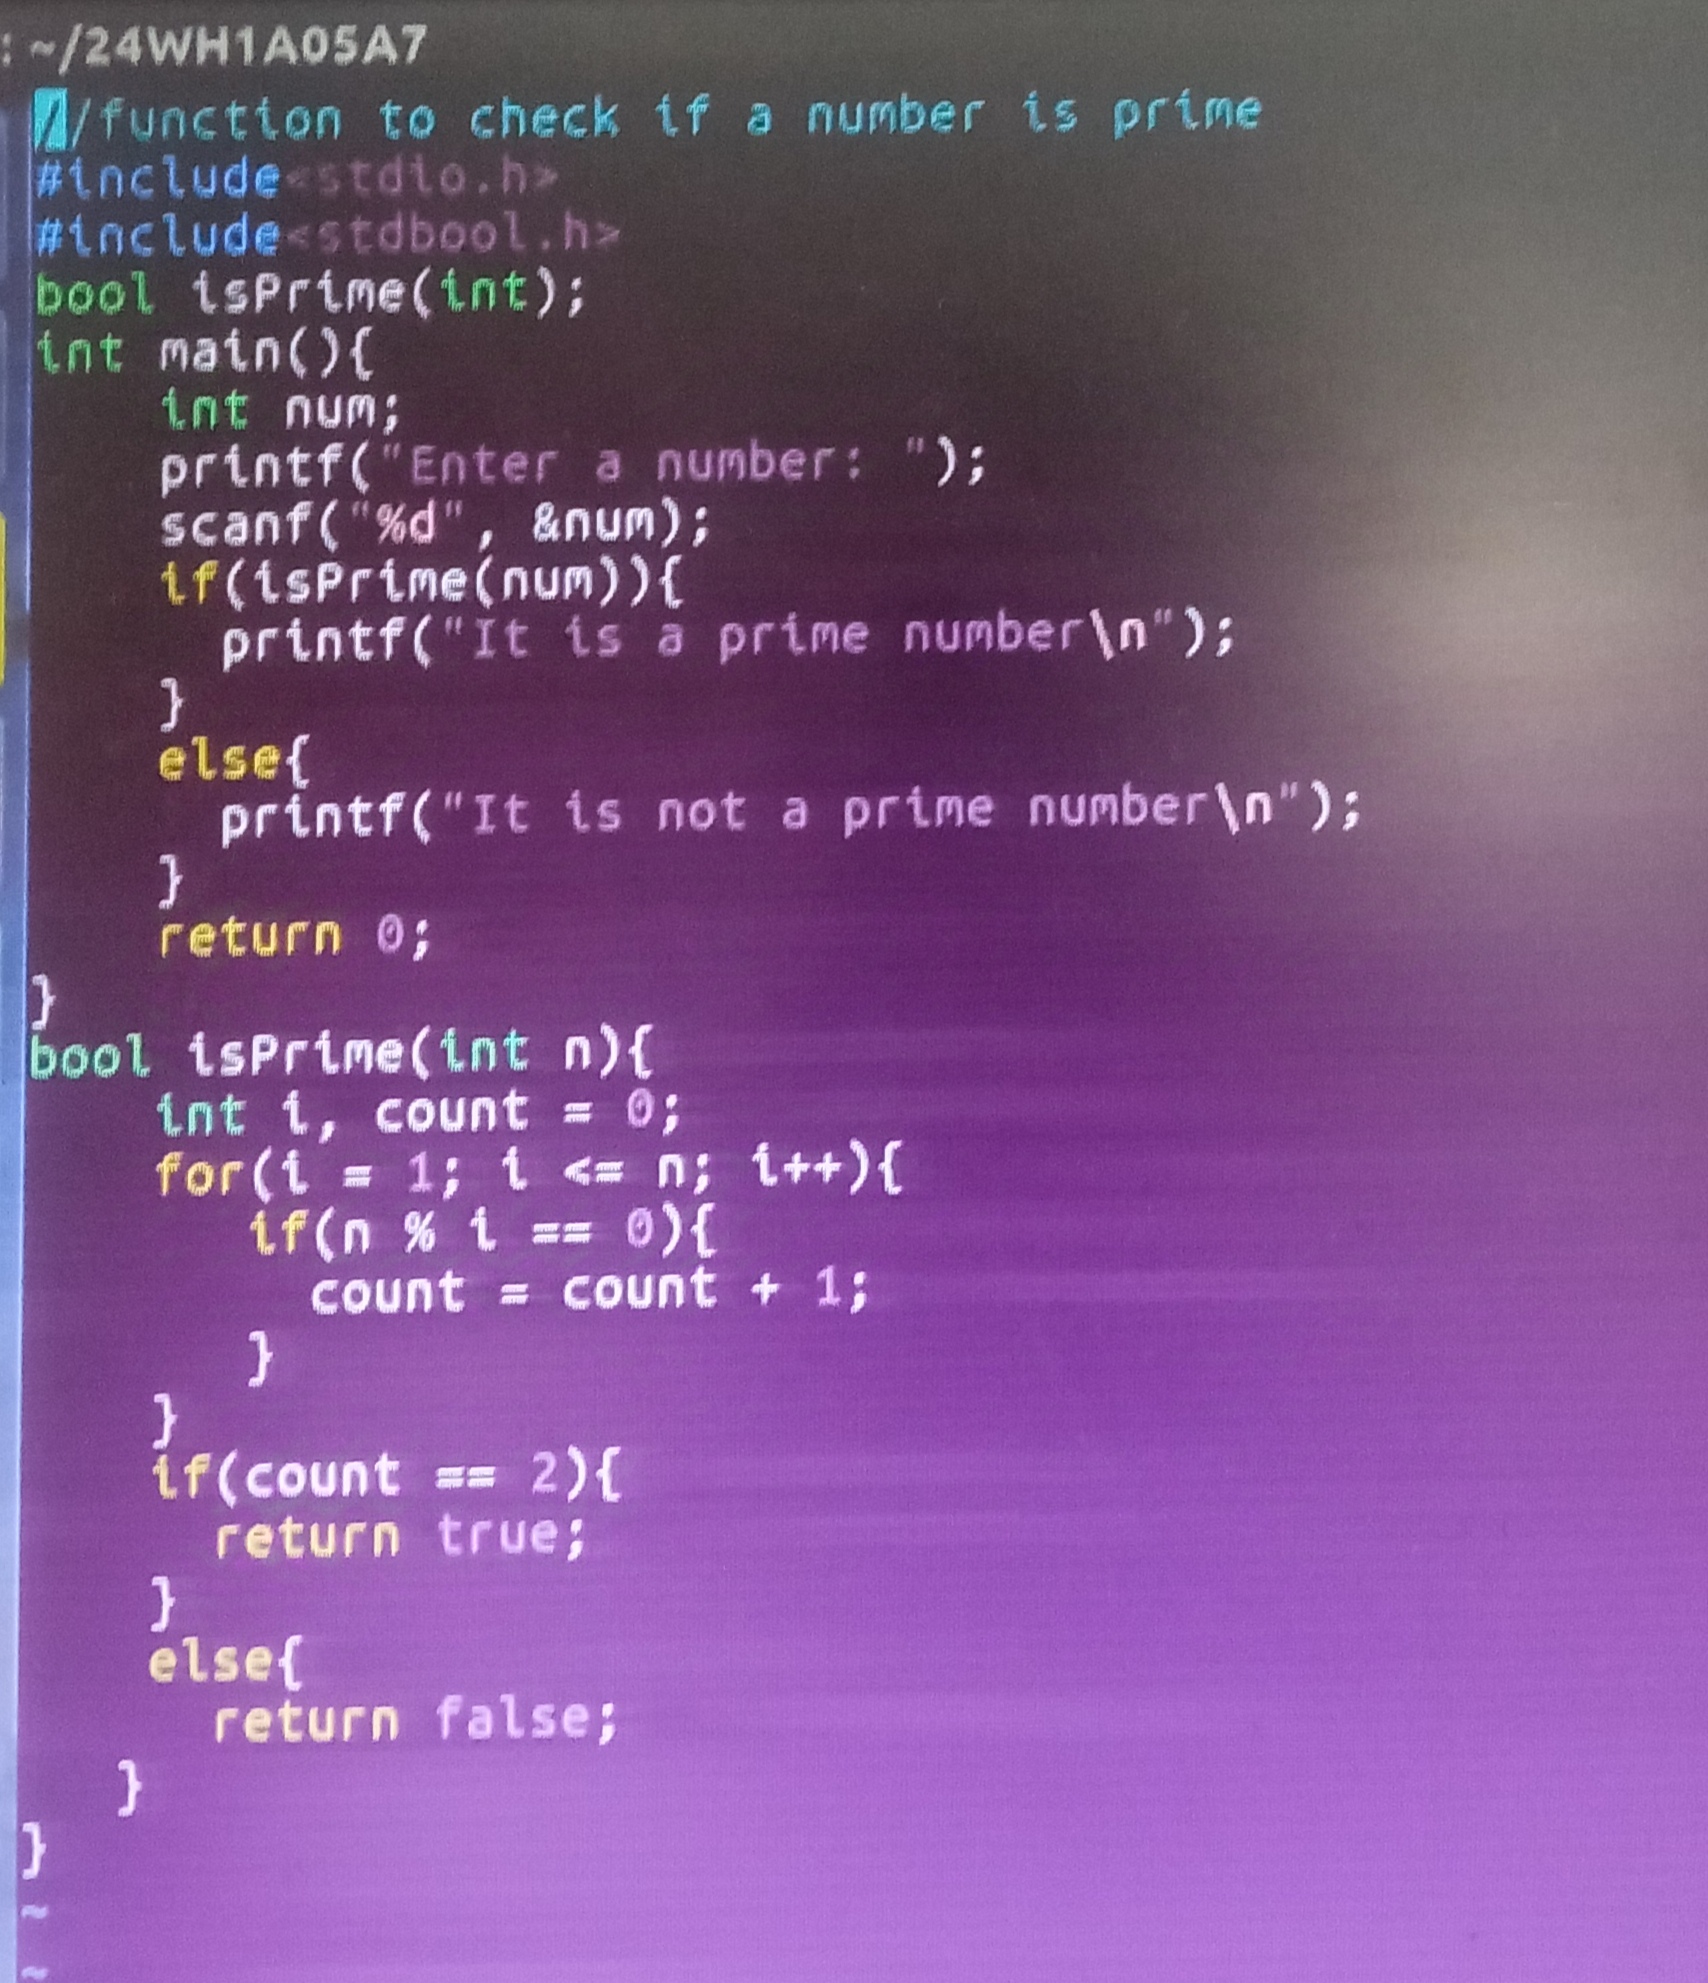 : ~/24WH1A05A7
//function to check if a number is prime
#include<stdio.h>
#include<stdbool.h>
bool isPrime(int);
int main(){
    int num;
    printf("Enter a number: ");
    scanf("%d", &num);
    if(isPrime(num)){
      printf("It is a prime number\n");
    }
    else{
      printf("It is not a prime number\n");
    }
    return 0;
}
bool isPrime(int n){
    int i, count = 0;
    for(i = 1; i <= n; i++){
       if(n % i == 0){
         count = count + 1;
       }
    }
    if(count == 2){
      return true;
    }
    else{
      return false;
   }
}
~
~